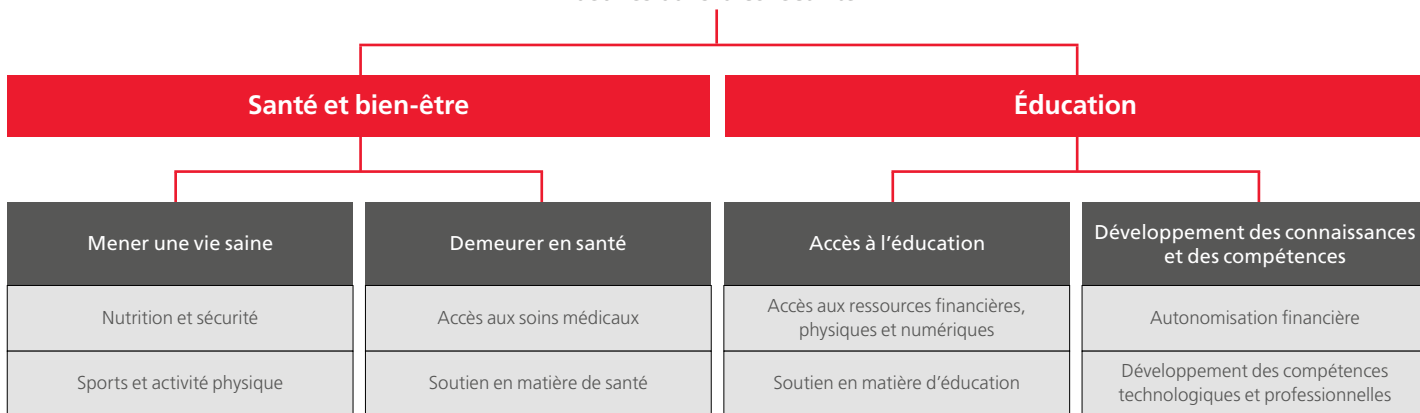 Santé et bien-être
Éducation
Mener une vie saine
Demeurer en santé
Accès à l’éducation
Développement des connaissances
et des compétences
Nutrition et sécurité
Accès aux soins médicaux
Accès aux ressources financières,
physiques et numériques
Autonomisation financière
Sports et activité physique
Soutien en matière de santé
Soutien en matière d’éducation
Développement des compétences
technologiques et professionnelles